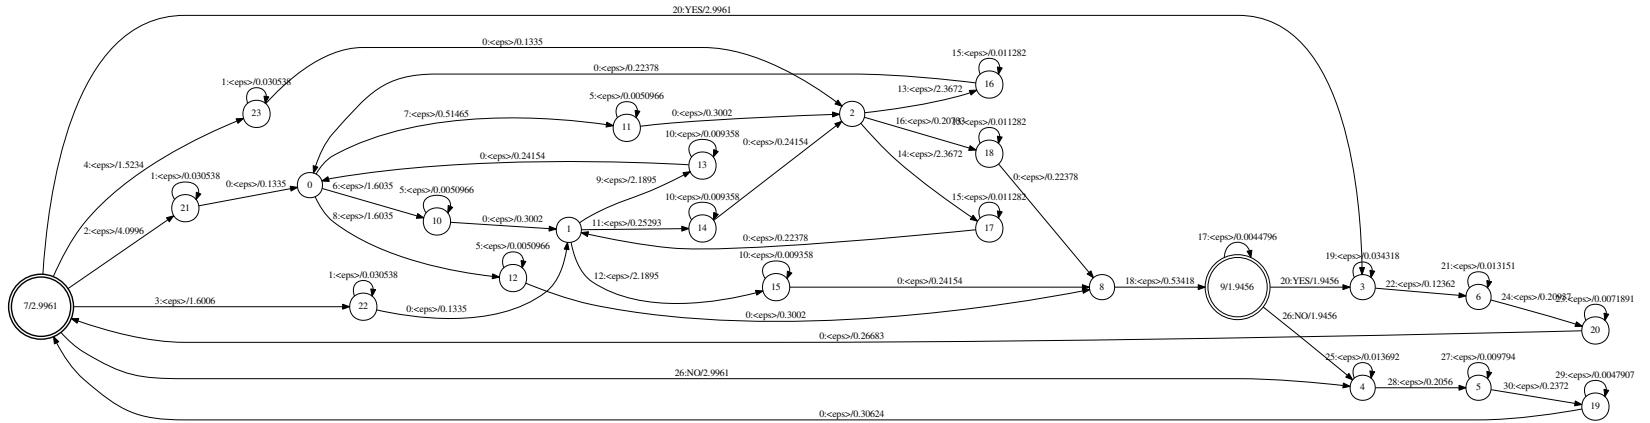 20:YES/2.9961
0:<eps>/0.1335
15:<eps>/0.011282
0:<eps>/0.22378
16
1:<eps>/0.030538
13:<eps>/2.3672
5:<eps>/0.0050966
23
7:<eps>/0.51465
0:<eps>/0.3002
2
11
16:<eps>/0.20703
15:<eps>/0.011282
10:<eps>/0.009358
0:<eps>/0.24154
18
14:<eps>/2.3672
0:<eps>/0.24154
13
4:<eps>/1.5234
1:<eps>/0.030538
0:<eps>/0.1335
0
6:<eps>/1.6035
9:<eps>/2.1895
0:<eps>/0.22378
5:<eps>/0.0050966
10:<eps>/0.009358
15:<eps>/0.011282
21
8:<eps>/1.6035
10
0:<eps>/0.3002
1
11:<eps>/0.25293
14
17
2:<eps>/4.0996
0:<eps>/0.22378
17:<eps>/0.0044796
5:<eps>/0.0050966
10:<eps>/0.009358
19:<eps>/0.034318
1:<eps>/0.030538
12
12:<eps>/2.1895
15
0:<eps>/0.24154
8
18:<eps>/0.53418
9/1.9456
20:YES/1.9456
3
22:<eps>/0.12362
21:<eps>/0.013151
6
24:<eps>/0.20937
23:<eps>/0.0071891
7/2.9961
3:<eps>/1.6006
22
0:<eps>/0.1335
0:<eps>/0.3002
26:NO/1.9456
20
0:<eps>/0.26683
25:<eps>/0.013692
27:<eps>/0.009794
26:NO/2.9961
4
28:<eps>/0.2056
5
30:<eps>/0.2372
29:<eps>/0.0047907
19
0:<eps>/0.30624